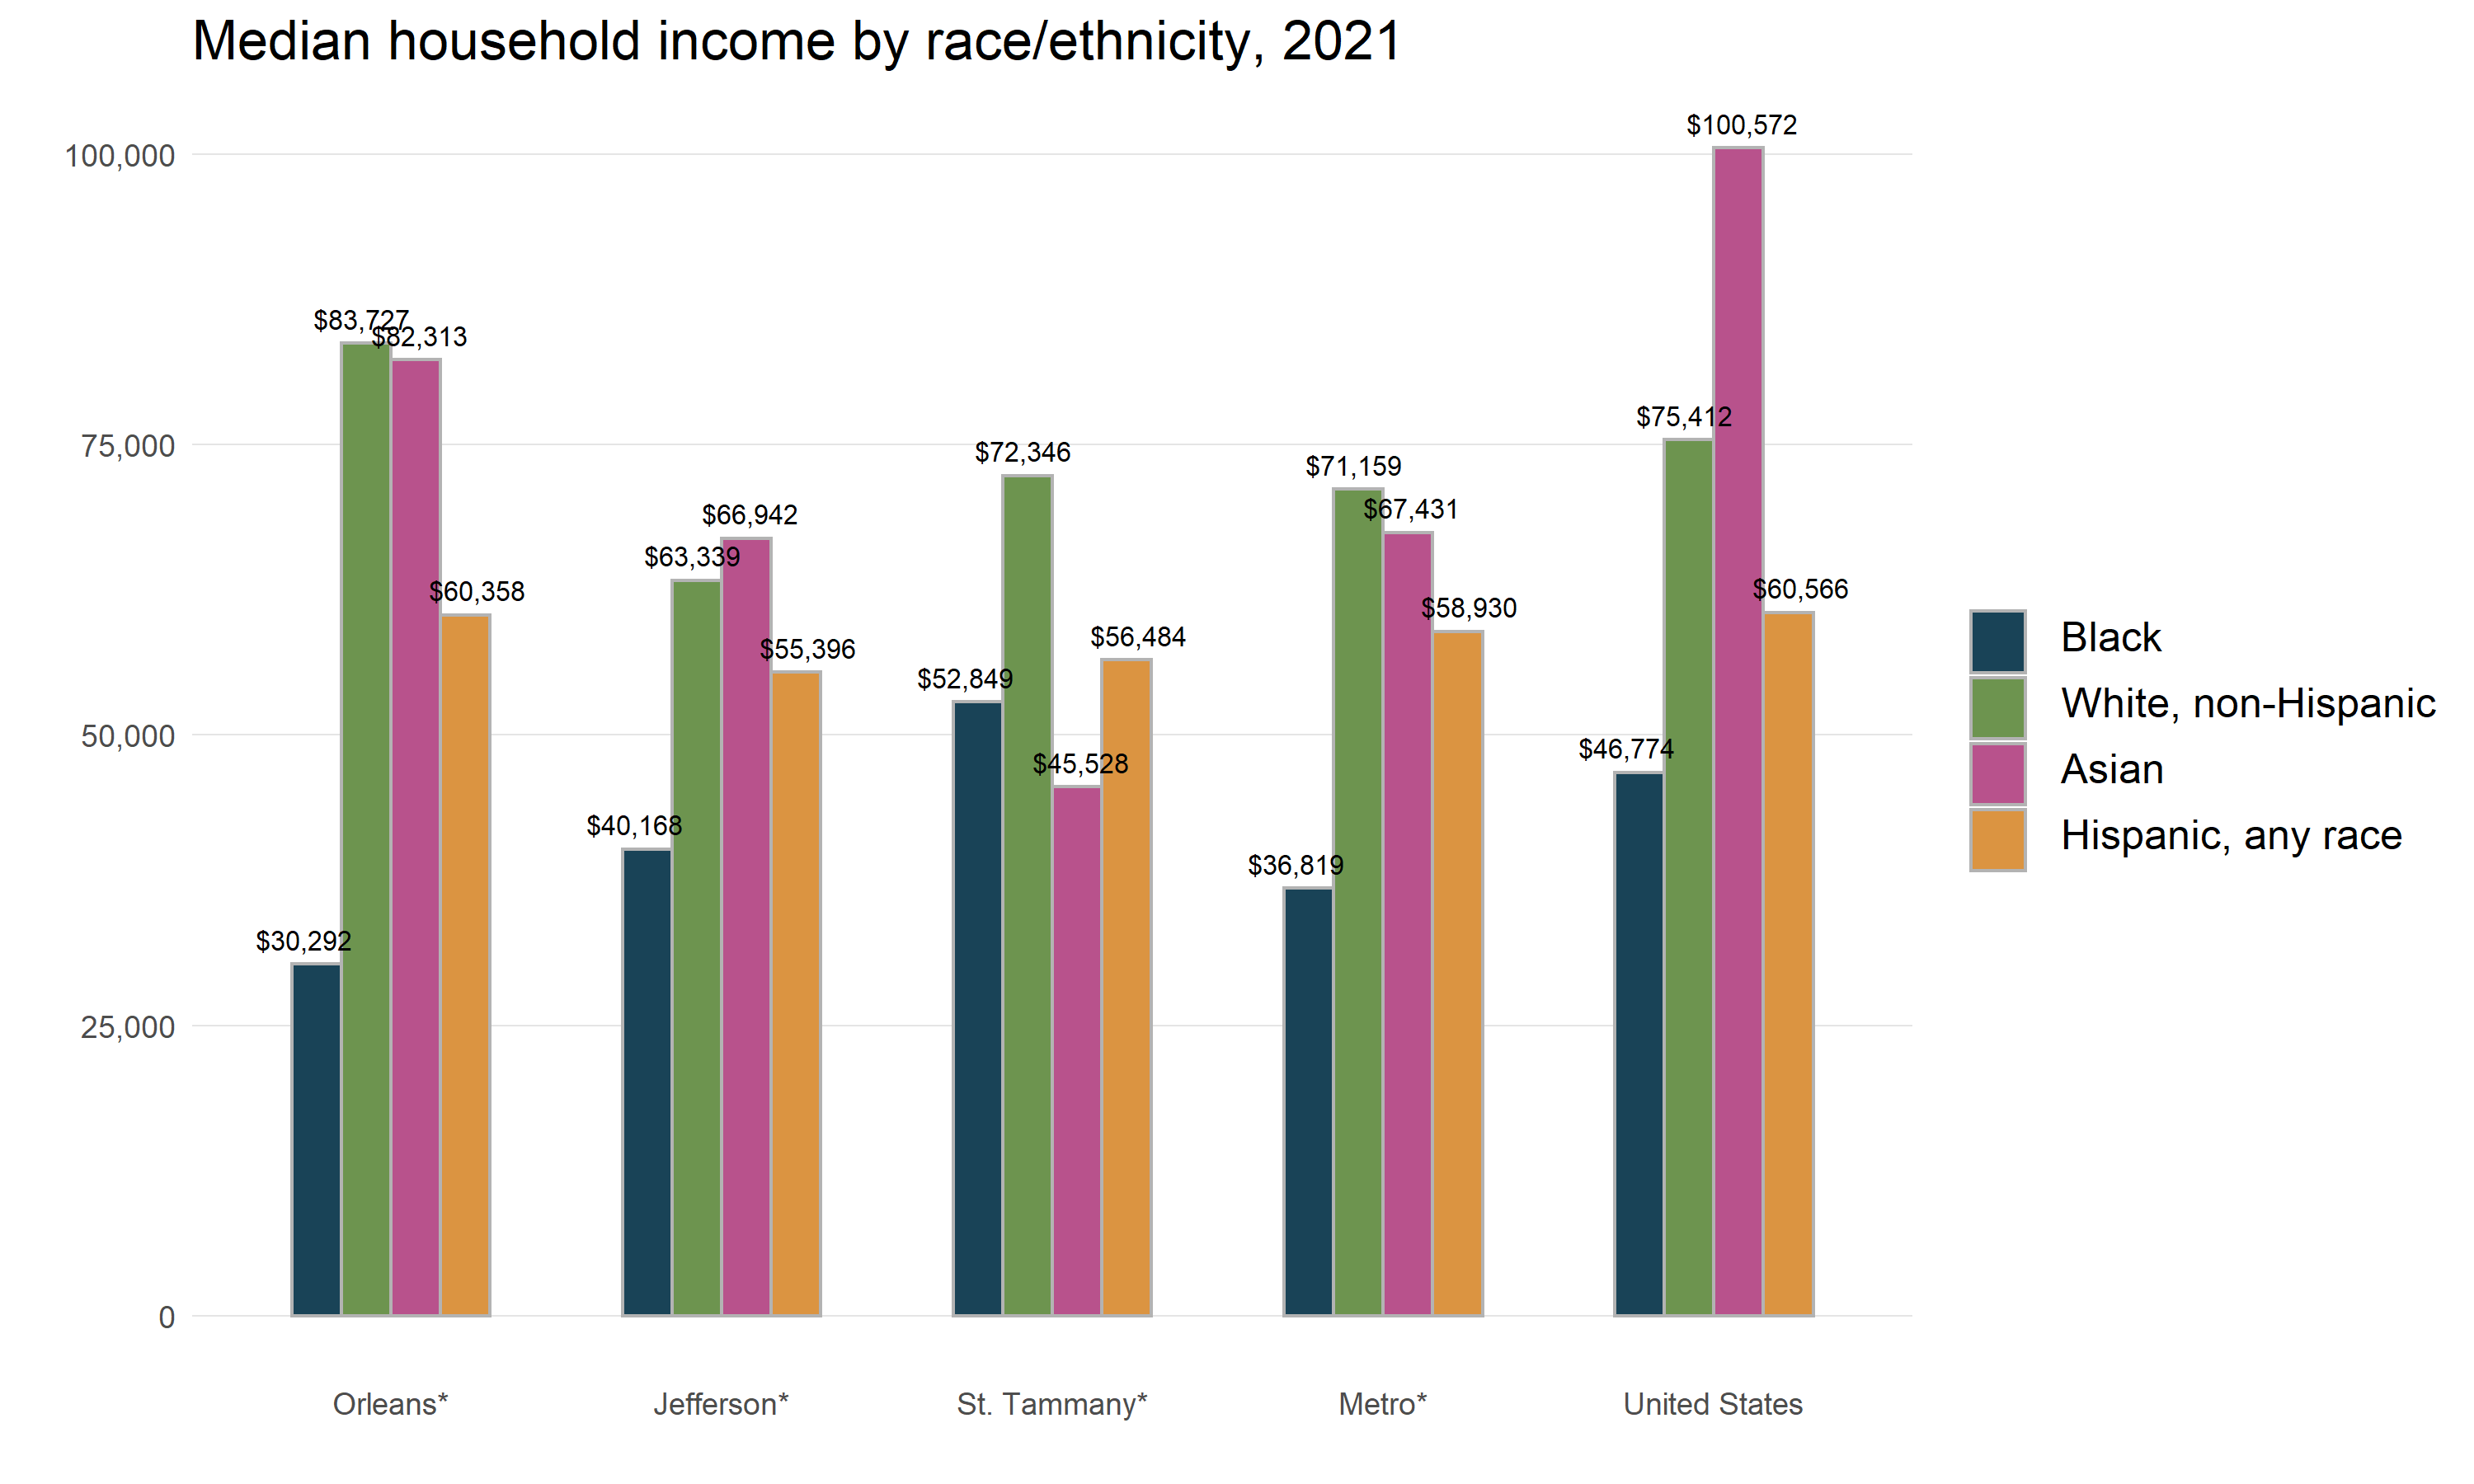 Median household income by race/ethnicity, 2021
100,000
75,000
50,000
25,000
0
$30,292
$83,727
$82,313
$60,358
$40,168
$63,339
$66,942
$55,396
$52,849
$72,346
$45,528
$56,484
$36,819
$71,159
$67,431
$58,930
$46,774
$75,412
$100,572
$60,566
Orleans*
Jefferson*
St. Tammany*
Metro*
United States
Black
White, non-Hispanic
Asian
Hispanic, any race